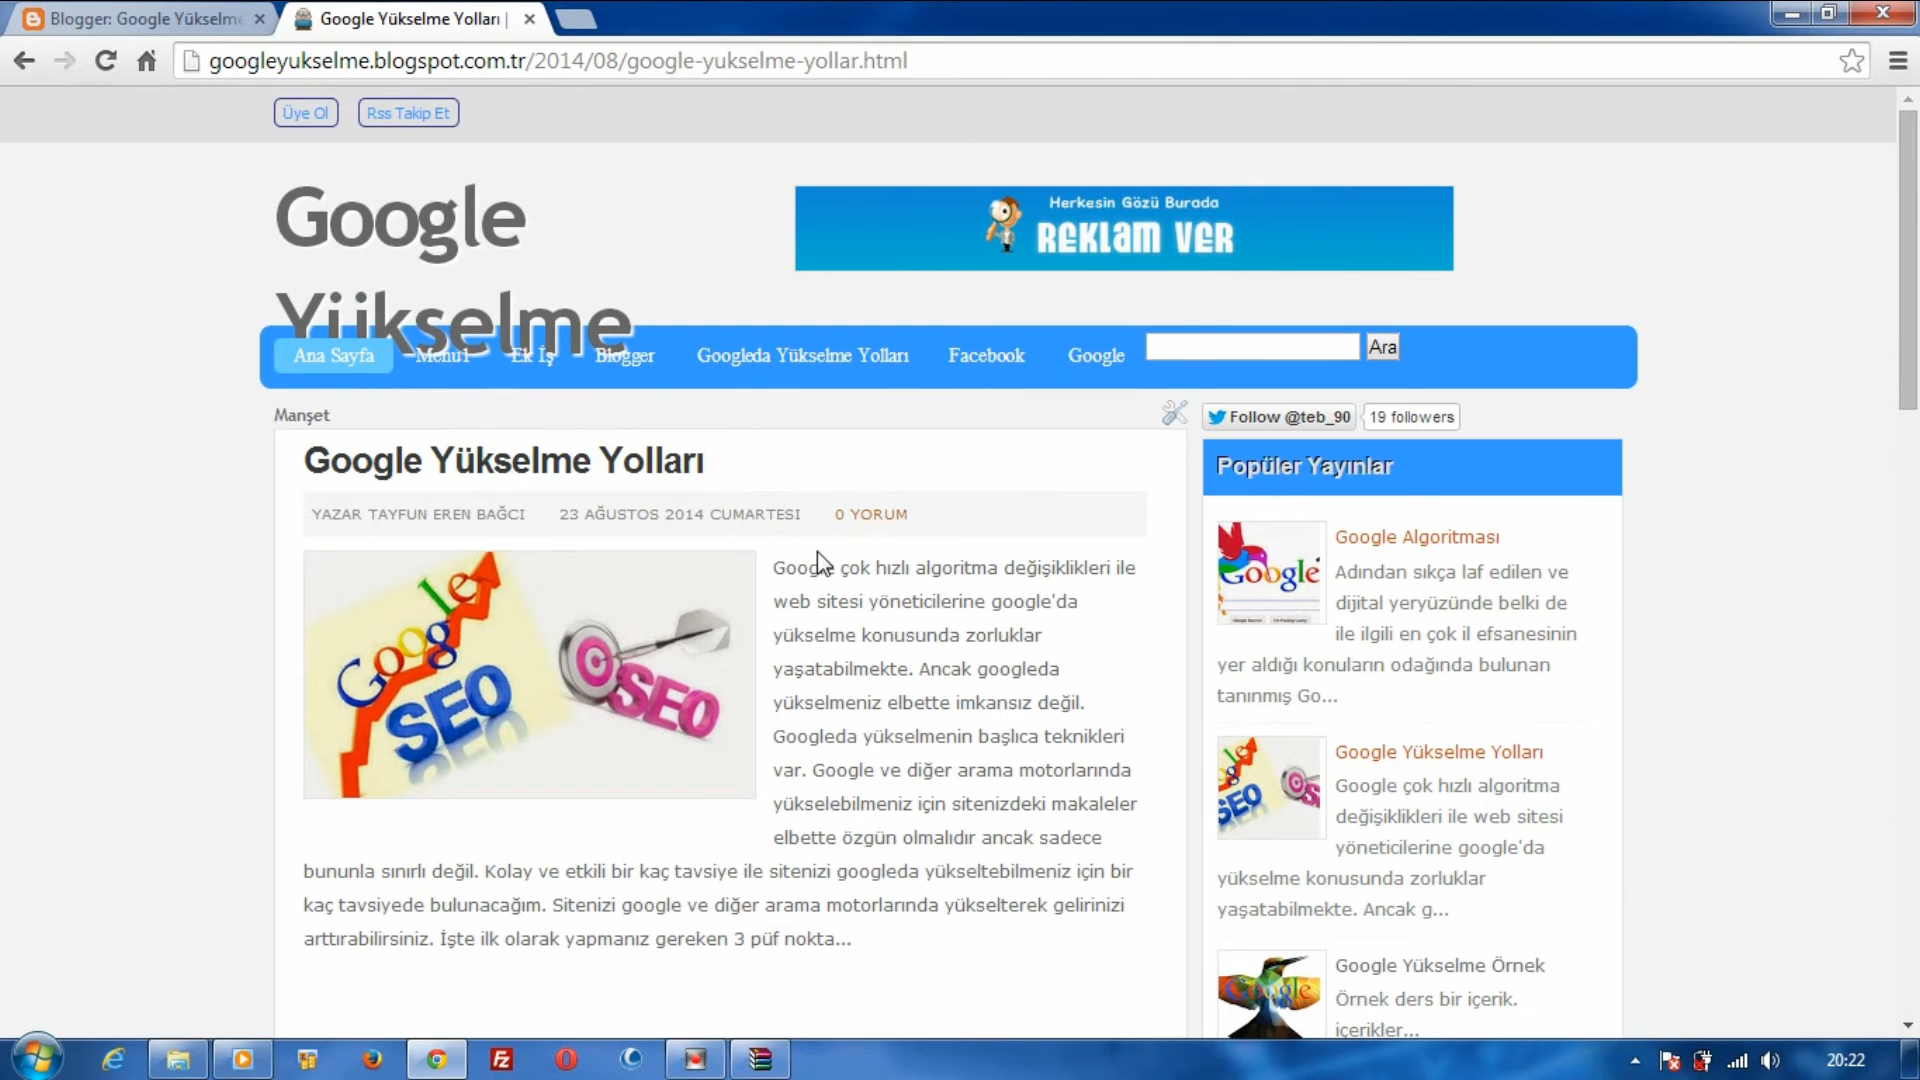 Blogger: Google Yükselme
Google Yükselme Yolları |
googleyukselme.blogspot.com.tr/2014/08/google-yukselme-yollar.html
Üye Ol
Rss Takip Et
Google
Yükselme
Herkesin Gözü Burada
REKLAM VER
Ana Sayfa
Menu1
Ek İş
Blogger
Googleda Yükselme Yolları
Facebook
Google
Ara
Manşet
Follow @teb_90
19 followers
Google Yükselme Yolları
YAZAR TAYFUN EREN BAĞCI
23 AĞUSTOS 2014 CUMARTESI
0 YORUM
Google
SEO
SEO
Google çok hızlı algoritma değişiklikleri ile
web sitesi yöneticilerine google'da
yükselme konusunda zorluklar
yaşatabilmekte. Ancak googleda
yükselmeniz elbette imkansız değil.
Googleda yükselmenin başlıca teknikleri
var. Google ve diğer arama motorlarında
yükselebilmeniz için sitenizdeki makaleler
elbette özgün olmalıdır ancak sadece
bununla sınırlı değil. Kolay ve etkili bir kaç tavsiye ile sitenizi googleda yükseltebilmeniz için bir
kaç tavsiyede bulunacağım. Sitenizi google ve diğer arama motorlarında yükselterek gelirinizi
arttırabilirsiniz. İşte ilk olarak yapmanız gereken 3 püf nokta...
Popüler Yayınlar
Google
Google Algoritması
Adından sıkça laf edilen ve
dijital yeryüzünde belki de
ile ilgili en çok il efsanesinin
yer aldığı konuların odağında bulunan
tanınmış Go...
Google Yükselme Yolları
Google çok hızlı algoritma
değişiklikleri ile web sitesi
yöneticilerine google'da
yükselme konusunda zorluklar
yaşatabilmekte. Ancak g...
Google
Google Yükselme Örnek
Örnek ders bir içerik.
içerikler...
20:22